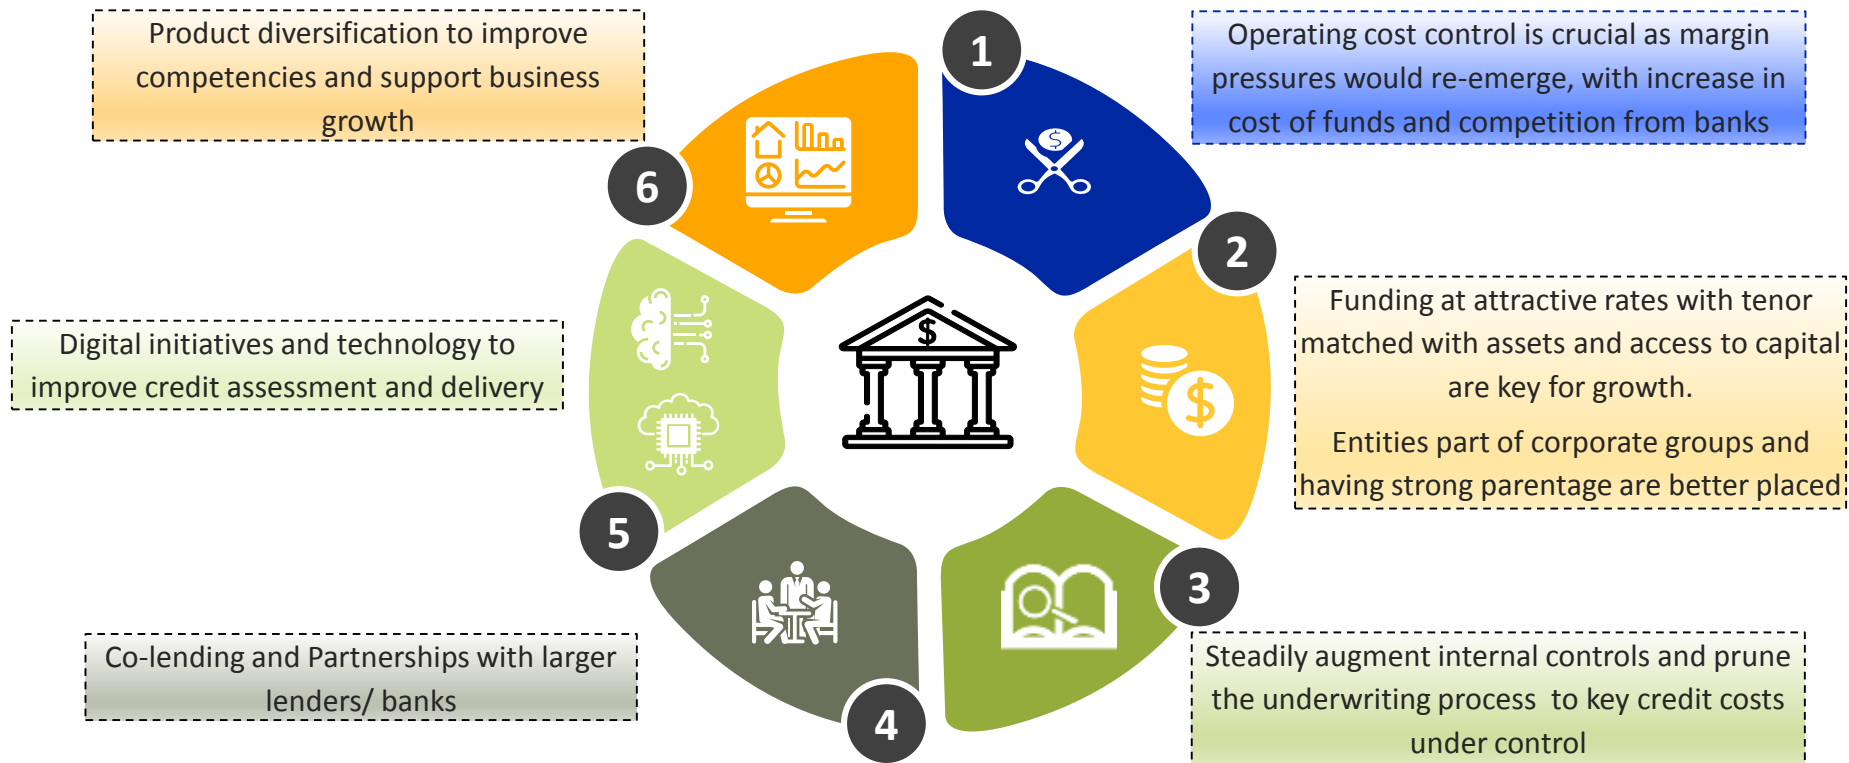 1
Operating cost control is crucial as margin
pressures would re-emerge, with increase in
cost of funds and competition from banks
2
Funding at attractive rates with tenor
matched with assets and access to capital
are key for growth.
Entities part of corporate groups and
having strong parentage are better placed
3
Steadily augment internal controls and prune
the underwriting process to key credit costs
under control
4
Co-lending and Partnerships with larger
lenders/ banks
5
Digital initiatives and technology to
improve credit assessment and delivery
6
Product diversification to improve
competencies and support business
growth
$
$
$